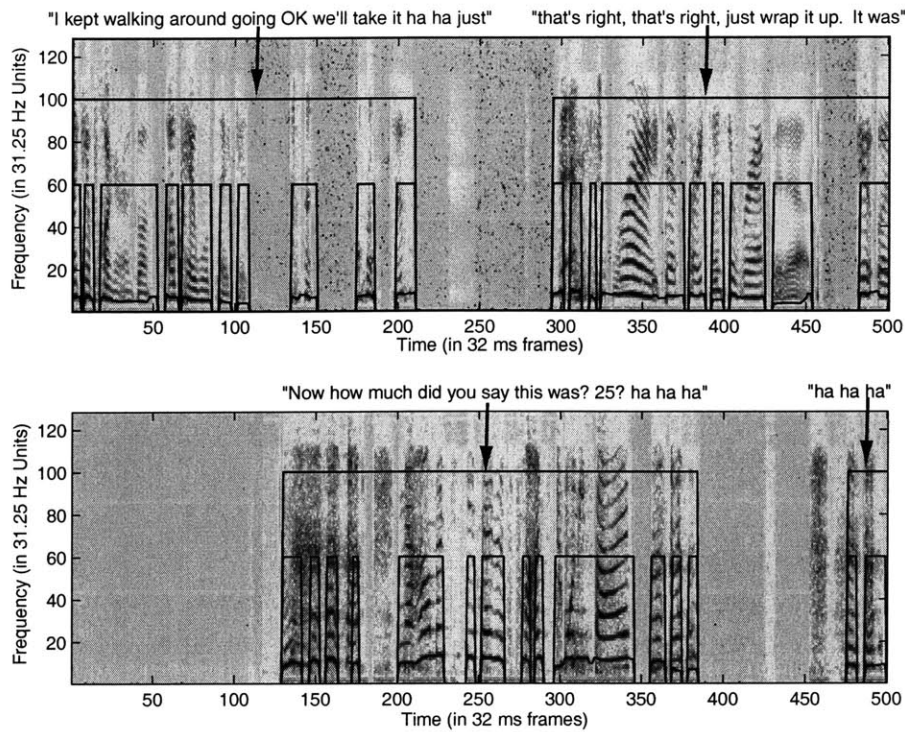 "I kept walking around going OK we'll take it ha ha just" "that's right, that's right, just wrap it up. It was"
Frequency (in 31.25 Hz Units)
120
100
80
60
40
20
50 100 150 200 250 300 350 400 450 500
Time (in 32 ms frames)
"Now how much did you say this was? 25? ha ha ha" "ha ha ha"
Frequency (in 31.25 Hz Units)
120
100
80
60
40
20
50 100 150 200 250 300 350 400 450 500
Time (in 32 ms frames)